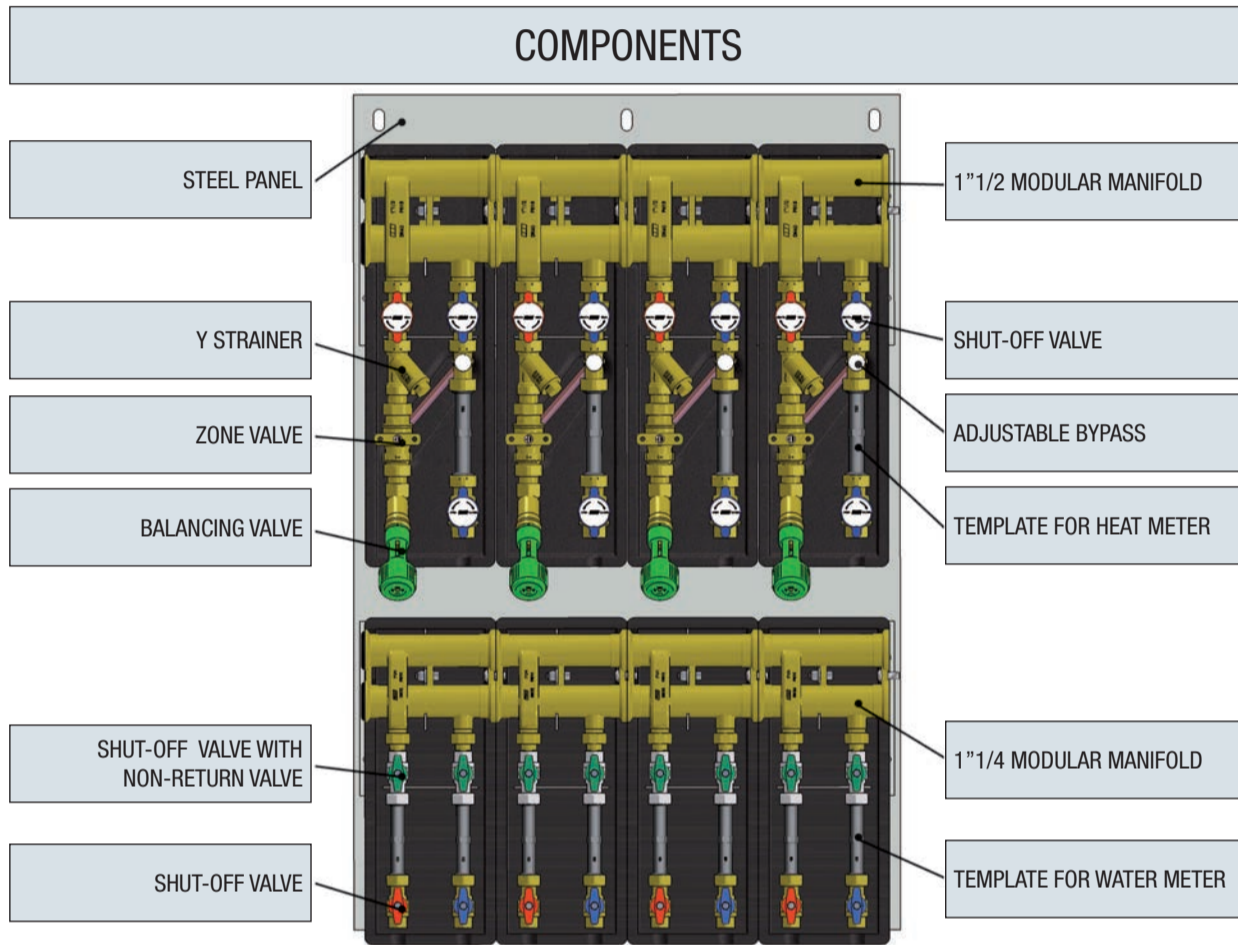 COMPONENTS
STEEL PANEL
1”1/2 MODULAR MANIFOLD
Y STRAINER
SHUT-OFF VALVE
ZONE VALVE
ADJUSTABLE BYPASS
BALANCING VALVE
TEMPLATE FOR HEAT METER
SHUT-OFF VALVE WITH
NON-RETURN VALVE
1”1/4 MODULAR MANIFOLD
SHUT-OFF VALVE
TEMPLATE FOR WATER METER